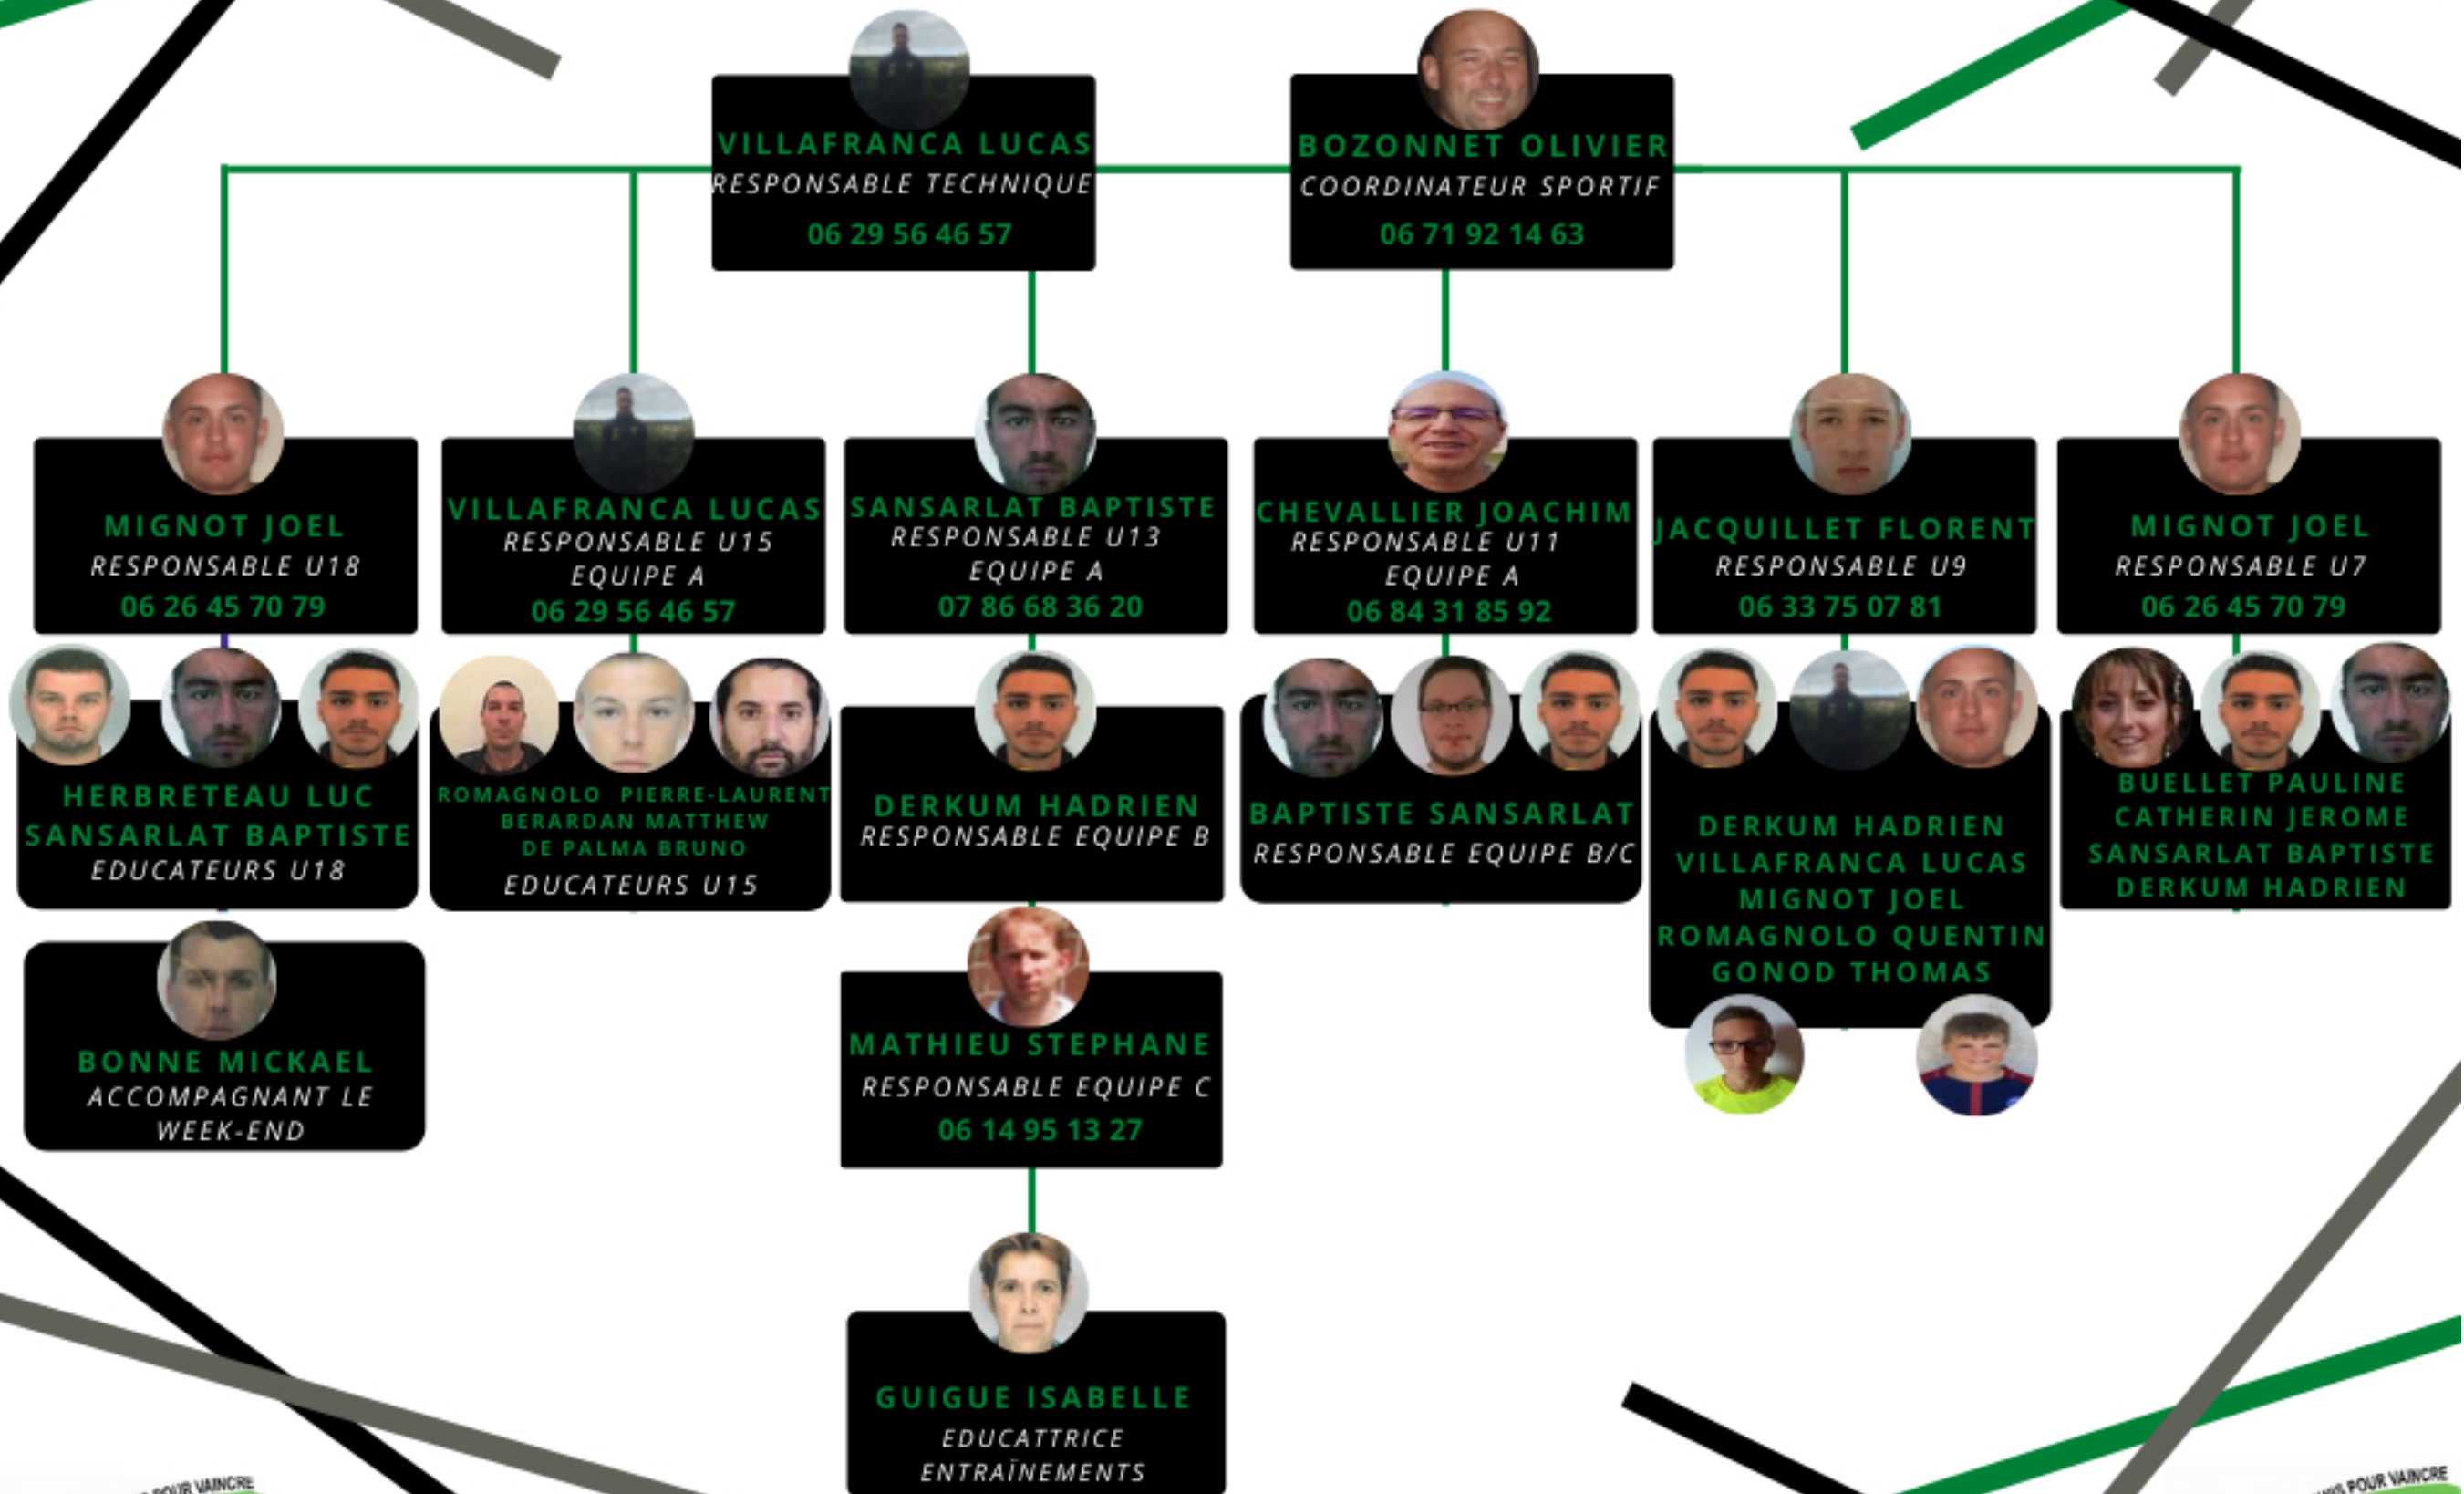 VILLAFRANCA LUCAS
RESPONSABLE TECHNIQUE
06 29 56 46 57
BOZONNET OLIVIER
COORDINATEUR SPORTIF
06 71 92 14 63
MIGNOT JOEL
RESPONSABLE U18
06 26 45 70 79
VILLAFRANCA LUCAS
RESPONSABLE U15
EQUIPE A
06 29 56 46 57
SANSARLAT BAPTISTE
RESPONSABLE U13
EQUIPE A
07 86 68 36 20
CHEVALLIER JOACHIM
RESPONSABLE U11
EQUIPE A
06 84 31 85 92
JACQUILLET FLORENT
RESPONSABLE U9
06 33 75 07 81
MIGNOT JOEL
RESPONSABLE U7
06 26 45 70 79
HERBRETEAU LUC
SANSARLAT BAPTISTE
EDUCATEURS U18
ROMAGNOLO PIERRE-LAURENT
BERARDAN MATTHEW
DE PALMA BRUNO
EDUCATEURS U15
DERKUM HADRIEN
RESPONSABLE EQUIPE B
BAPTISTE SANSARLAT
RESPONSABLE EQUIPE B/C
DERKUM HADRIEN
VILLAFRANCA LUCAS
MIGNOT JOEL
ROMAGNOLO QUENTIN
GONOD THOMAS
BUELLET PAULINE
CATHERIN JEROME
SANSARLAT BAPTISTE
DERKUM HADRIEN
BONNE MICKAEL
ACCOMPAGNANT LE
WEEK-END
MATHIEU STEPHANE
RESPONSABLE EQUIPE C
06 14 95 13 27
GUIGUE ISABELLE
EDUCATTRICE
ENTRAÏNEMENTS
POUR VAINCRE
POUR VAINCRE